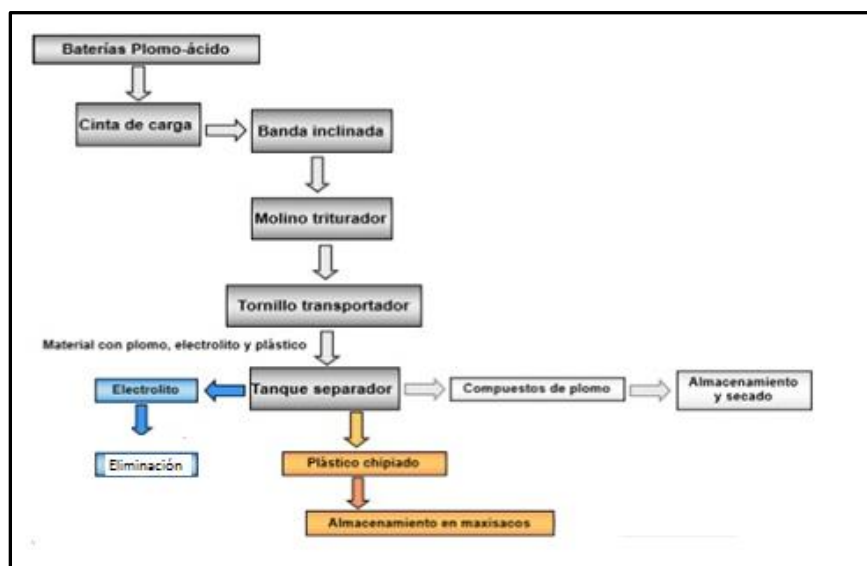 Baterías Plomo-ácido
Cinta de carga
Banda inclinada
Molino triturador
Tornillo transportador
Material con plomo, electrolito y plástico
Electrolito
Tanque separador
Compuestos de plomo
Almacenamiento
y secado
Eliminación
Plástico chipiado
Almacenamiento en maxisacos